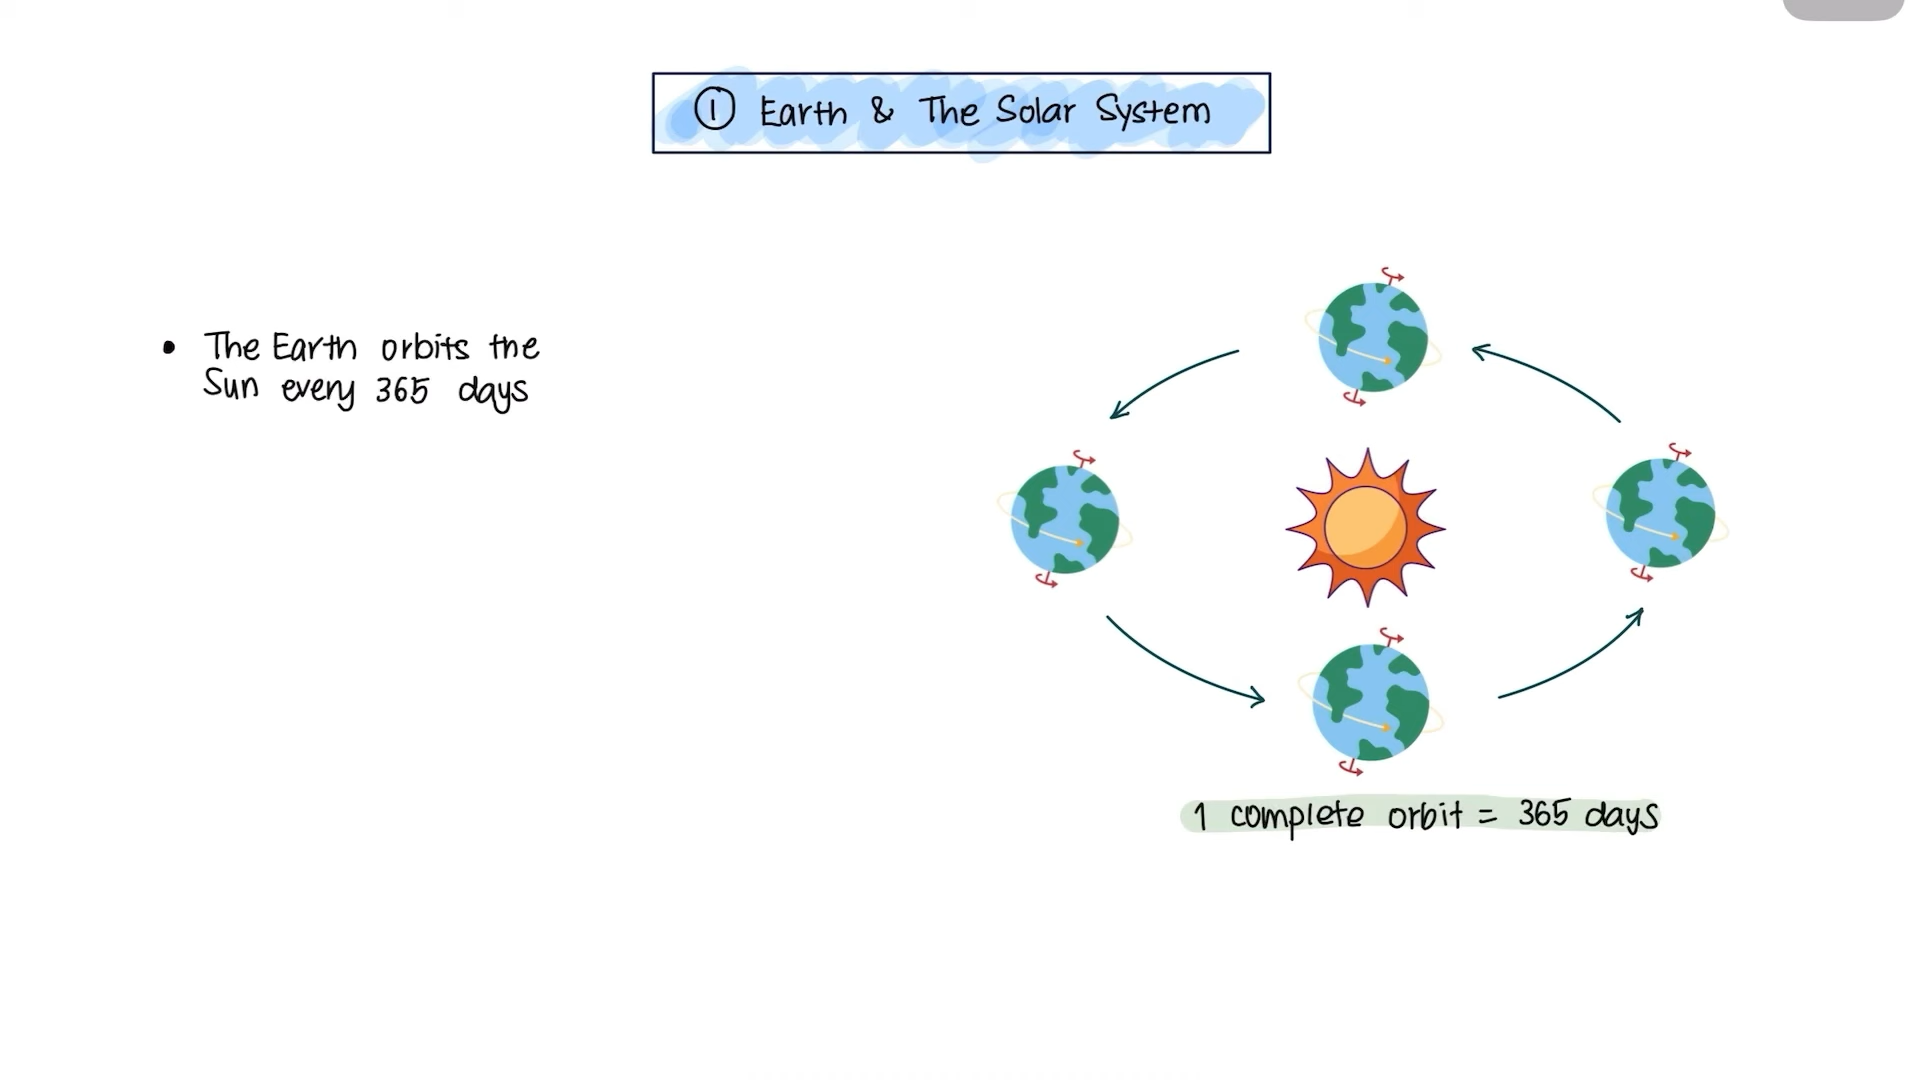 ① Earth & The Solar System
• The Earth orbits the
Sun every 365 days
1 complete orbit = 365 days